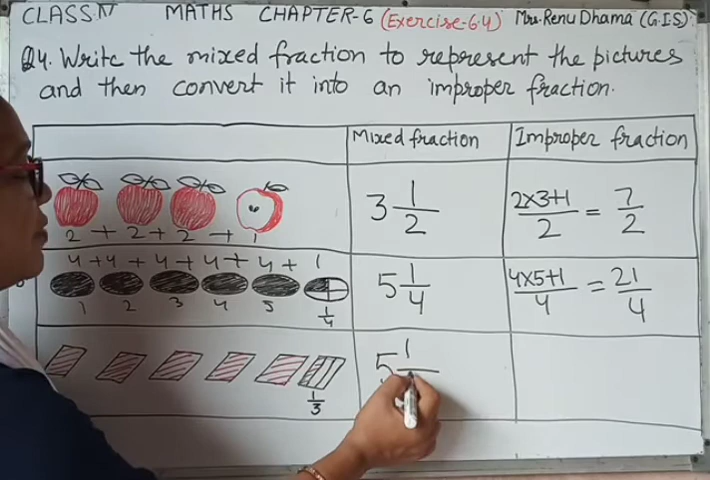 CLASS IV MATHS CHAPTER-6 (Exercise-6.4) Mrs. Renu Dhama (G.I.S)
Q4. Write the mixed fraction to represent the pictures
and then convert it into an improper fraction.
Mixed fraction Improper fraction
2 + 2 + 2 + 1 3 1/2 2×3+1/2 = 7/2
4 + 4 + 4 + 4 + 4 + 1 5 1/4 4×5+1/4 = 21/4
1 2 3 4 5 1/4
1/3 5 1/